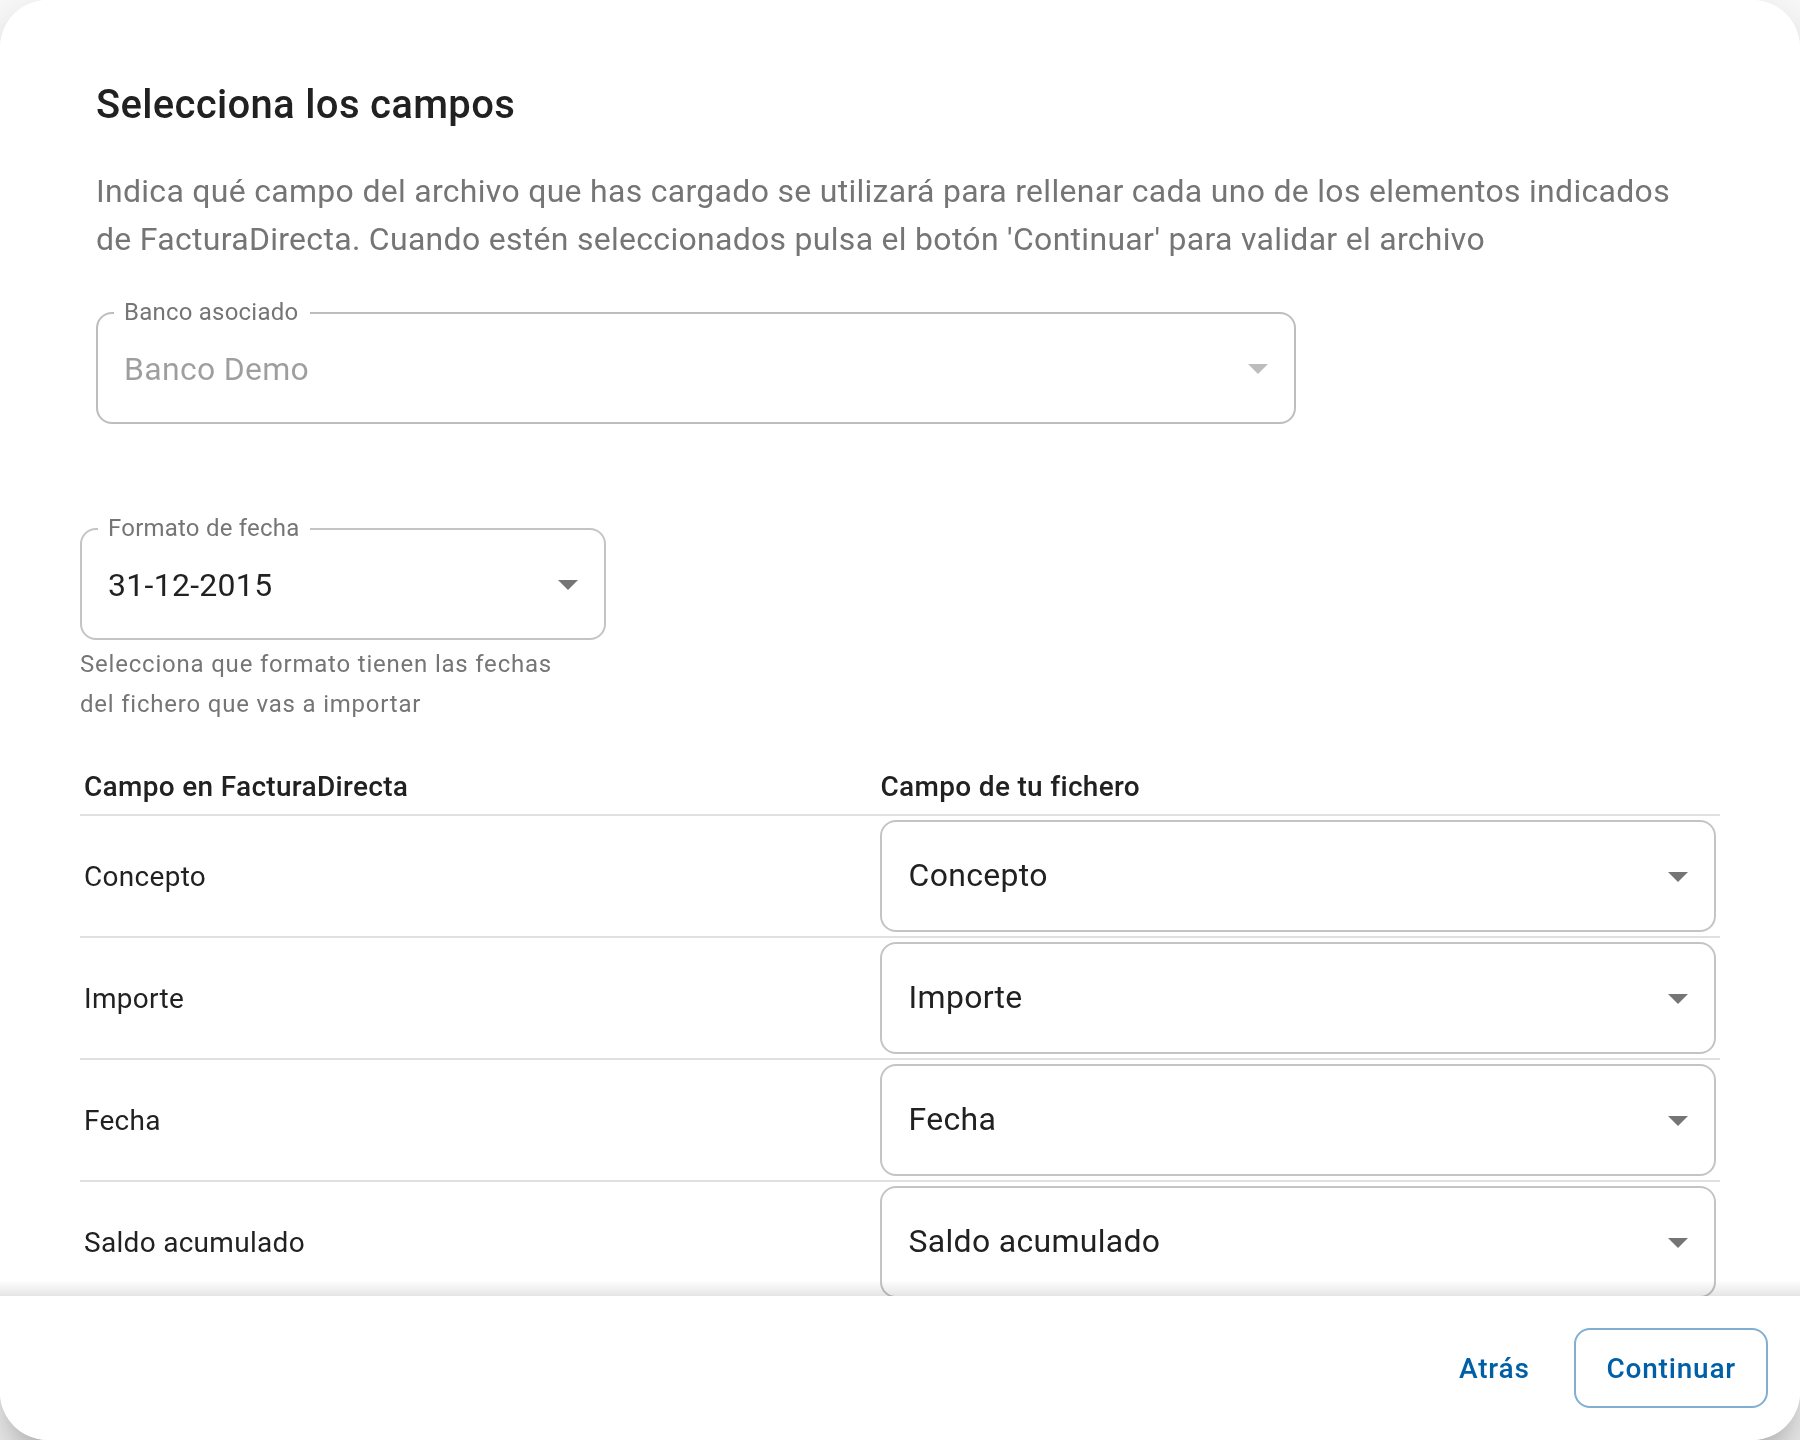 Selecciona los campos
Indica qué campo del archivo que has cargado se utilizará para rellenar cada uno de los elementos indicados
de FacturaDirecta. Cuando estén seleccionados pulsa el botón 'Continuar' para validar el archivo
Banco asociado
Banco Demo
Formato de fecha
31-12-2015
Selecciona que formato tienen las fechas
del fichero que vas a importar
Campo en FacturaDirecta Campo de tu fichero
Concepto Concepto
Importe Importe
Fecha Fecha
Saldo acumulado Saldo acumulado
Atrás Continuar